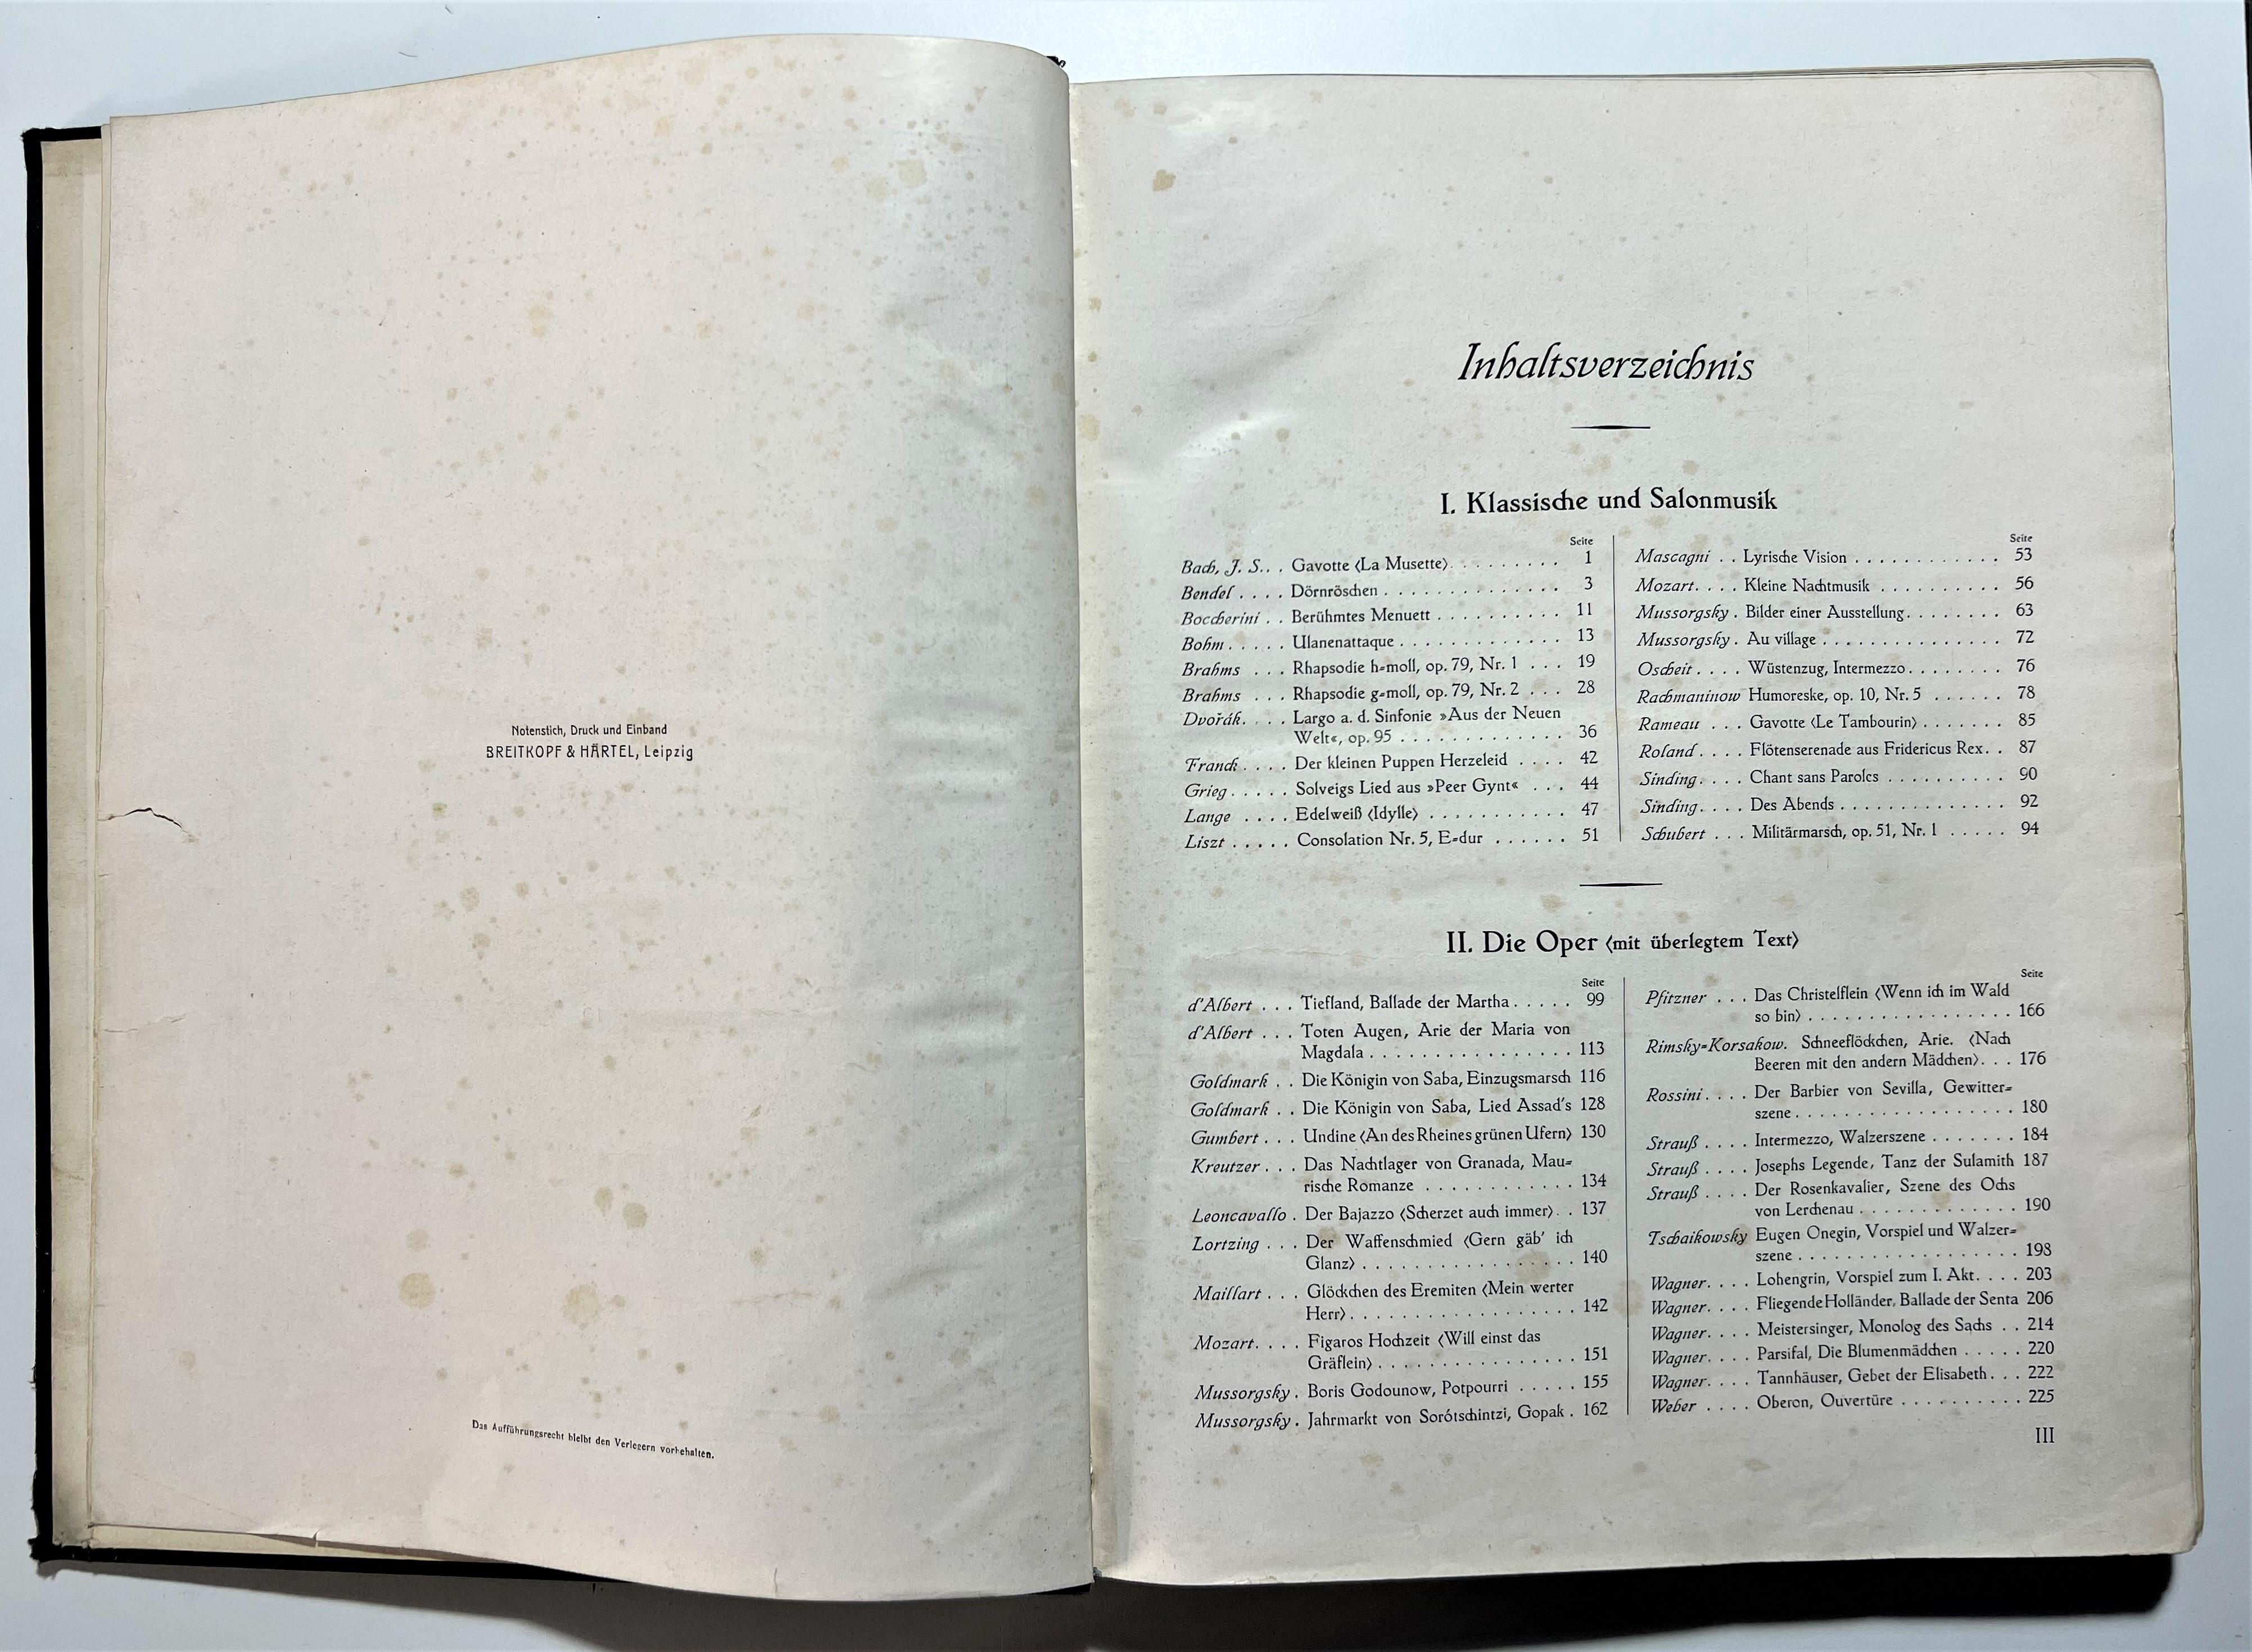 Notenstich, Druck und Einband
BREITKOPF & HÄRTEL, Leipzig
Das Aufführungsrecht bleibt den Verlegern vorbehalten.
Inhaltsverzeichnis
I. Klassische und Salonmusik
Seite
Bach, J. S. . . Gavotte ‹La Musette› . . . . . . . . . 1
Bendel . . . . Dörnröschen . . . . . . . . . . . . . . 3
Boccherini . . Berühmtes Menuett . . . . . . . . . . 11
Bohm . . . . . Ulanenattaque . . . . . . . . . . . . . 13
Brahms . . . Rhapsodie h-moll, op. 79, Nr. 1 . . . 19
Brahms . . . Rhapsodie g-moll, op. 79, Nr. 2 . . . 28
Dvořák. . . . Largo a. d. Sinfonie »Aus der Neuen
Welt«, op. 95 . . . . . . . . . . . . . 36
Franck . . . . Der kleinen Puppen Herzeleid . . . . 42
Grieg . . . . . Solveigs Lied aus »Peer Gynt« . . . 44
Lange . . . . Edelweiß ‹Idylle› . . . . . . . . . . . 47
Liszt . . . . . Consolation Nr. 5, E-dur . . . . . . 51
Seite
Mascagni . . Lyrische Vision . . . . . . . . . . . . 53
Mozart. . . . Kleine Nachtmusik . . . . . . . . . . 56
Mussorgsky . Bilder einer Ausstellung. . . . . . . . 63
Mussorgsky . Au village . . . . . . . . . . . . . . . 72
Oscheit . . . . Wüstenzug, Intermezzo. . . . . . . . 76
Rachmaninow Humoreske, op. 10, Nr. 5 . . . . . . 78
Rameau . . . Gavotte ‹Le Tambourin› . . . . . . . 85
Roland . . . . Flötenserenade aus Fridericus Rex. . 87
Sinding. . . . Chant sans Paroles . . . . . . . . . . 90
Sinding. . . . Des Abends . . . . . . . . . . . . . . 92
Schubert . . . Militärmarsch, op. 51, Nr. 1 . . . . . 94
II. Die Oper ‹mit überlegtem Text›
Seite
d'Albert . . . Tiefland, Ballade der Martha . . . . . 99
d'Albert . . . Toten Augen, Arie der Maria von
Magdala . . . . . . . . . . . . . . . . 113
Goldmark . . Die Königin von Saba, Einzugsmarsch 116
Goldmark . . Die Königin von Saba, Lied Assad's 128
Gumbert . . . Undine ‹An des Rheines grünen Ufern› 130
Kreutzer . . . Das Nachtlager von Granada, Mau-
rische Romanze . . . . . . . . . . . . 134
Leoncavallo . Der Bajazzo ‹Scherzet auch immer› . . 137
Lortzing . . . Der Waffenschmied ‹Gern gäb' ich
Glanz› . . . . . . . . . . . . . . . . . 140
Maillart . . . Glöckchen des Eremiten ‹Mein werter
Herr› . . . . . . . . . . . . . . . . . . 142
Mozart. . . . Figaros Hochzeit ‹Will einst das
Gräflein› . . . . . . . . . . . . . . . . 151
Mussorgsky . Boris Godounow, Potpourri . . . . . 155
Mussorgsky . Jahrmarkt von Sorótschintzi, Gopak . 162
Seite
Pfitzner . . . Das Christelflein ‹Wenn ich im Wald
so bin› . . . . . . . . . . . . . . . . . 166
Rimsky-Korsakow. Schneeflöckchen, Arie. ‹Nach
Beeren mit den andern Mädchen› . . . 176
Rossini . . . . Der Barbier von Sevilla, Gewitter-
szene . . . . . . . . . . . . . . . . . . 180
Strauß . . . . Intermezzo, Walzerszene . . . . . . . 184
Strauß . . . . Josephs Legende, Tanz der Sulamith 187
Strauß . . . . Der Rosenkavalier, Szene des Ochs
von Lerchenau . . . . . . . . . . . . . 190
Tschaikowsky Eugen Onegin, Vorspiel und Walzer-
szene . . . . . . . . . . . . . . . . . . 198
Wagner. . . . Lohengrin, Vorspiel zum I. Akt. . . . 203
Wagner. . . . Fliegende Holländer, Ballade der Senta 206
Wagner. . . . Meistersinger, Monolog des Sachs . . 214
Wagner. . . . Parsifal, Die Blumenmädchen . . . . . 220
Wagner. . . . Tannhäuser, Gebet der Elisabeth . . . 222
Weber . . . . Oberon, Ouvertüre . . . . . . . . . . 225
III